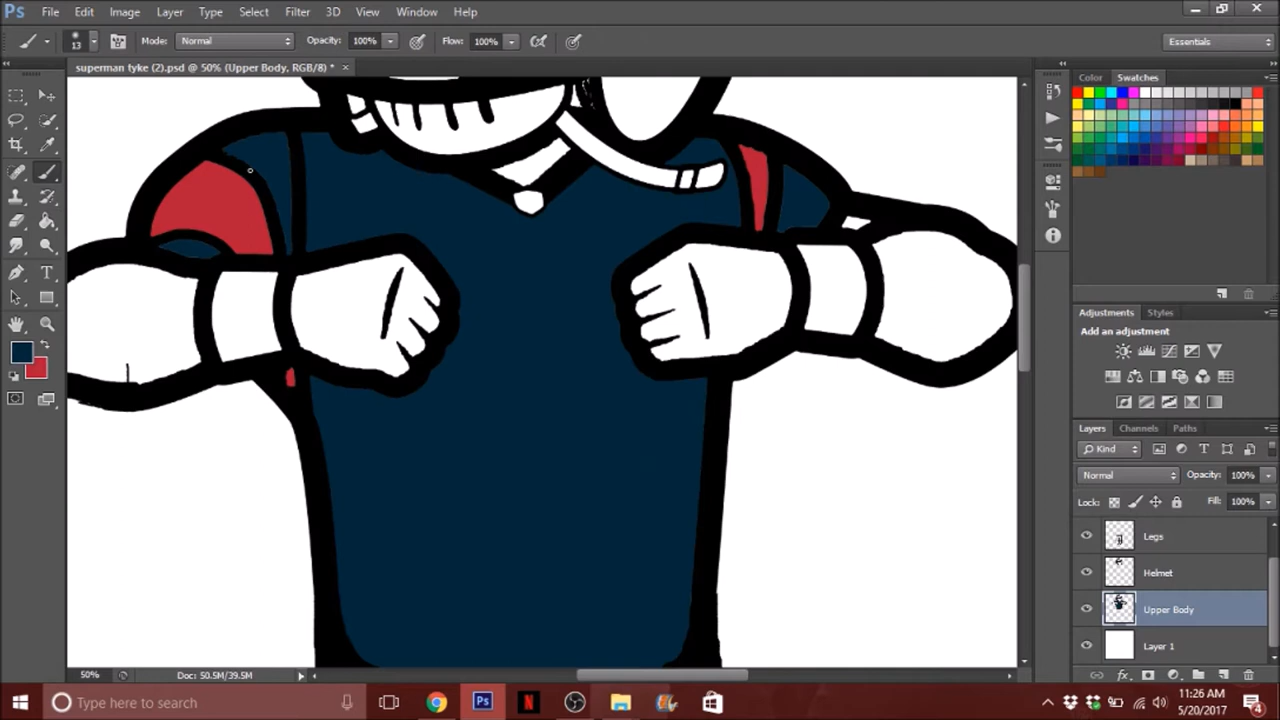 Ps File Edit Image Layer Type Select Filter 3D View Window Help
13 Mode: Normal Opacity: 100% Flow: 100% Essentials
superman tyke (2).psd @ 50% (Upper Body, RGB/8) * ×
Color Swatches
Adjustments Styles
Add an adjustment
Layers Channels Paths
Kind
Normal Opacity: 100%
Lock: Fill: 100%
Legs
Helmet
Upper Body
Layer 1
50% Doc: 50.5M/39.5M
Type here to search
11:26 AM
5/20/2017
4